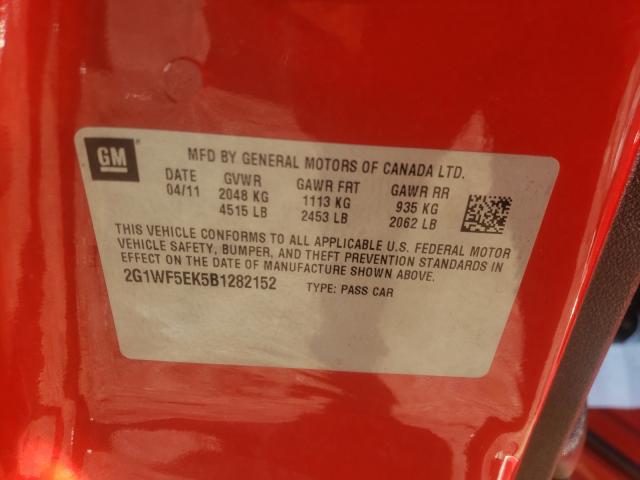 GM
MFD BY GENERAL MOTORS OF CANADA LTD.
DATE GVWR GAWR FRT GAWR RR
04/11 2048 KG 1113 KG 935 KG
4515 LB 2453 LB 2062 LB
THIS VEHICLE CONFORMS TO ALL APPLICABLE U.S. FEDERAL MOTOR
VEHICLE SAFETY, BUMPER, AND THEFT PREVENTION STANDARDS IN
EFFECT ON THE DATE OF MANUFACTURE SHOWN ABOVE.
2G1WF5EK5B1282152 TYPE: PASS CAR